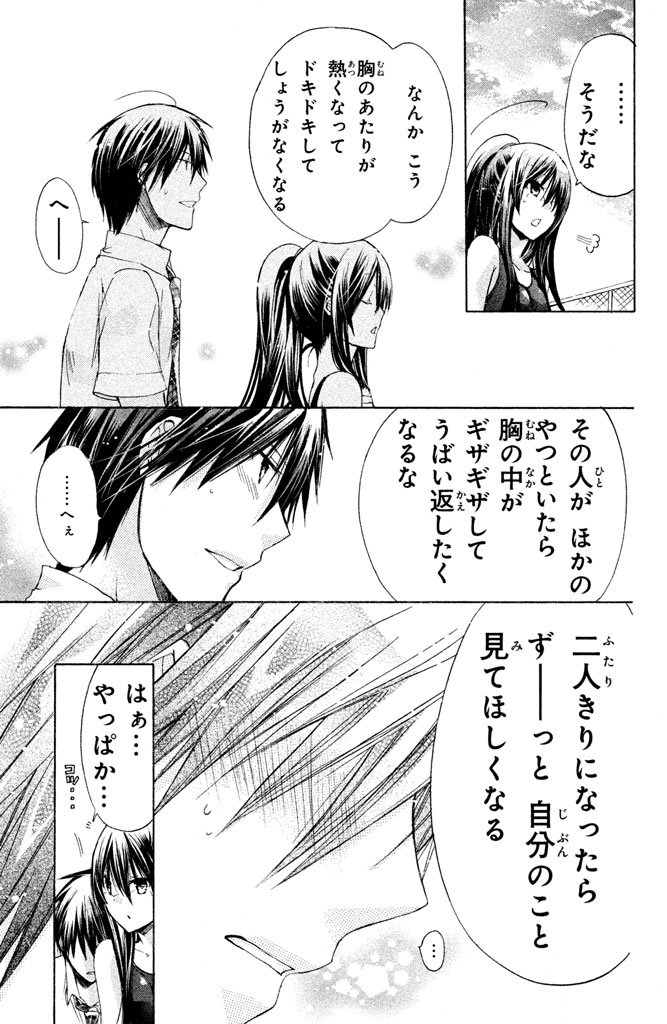 ……
そうだな
なんか こう
胸のあたりが
熱くなって
ドキドキして
しょうがなくなる
へー
その人が ほかの
やつといたら
胸の中が
ギザギザして
うばい返したく
なるな
……へぇ
二人きりになったら
ずーーっと 自分のこと
見てほしくなる
…
はぁ…
やっぱか…